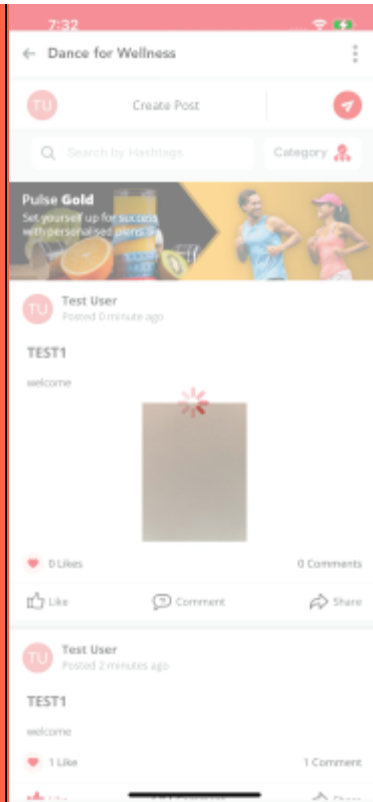 7:32
Dance for Wellness
TU
Create Post
Search by Hashtags
Category
Pulse Gold
Set yourself up for success
with personalised plans
TU
Test User
Posted 0 minute ago
TEST1
welcome
0 Likes
0 Comments
Like
Comment
Share
TU
Test User
Posted 2 minutes ago
TEST1
welcome
1 Like
1 Comment
Like
Share